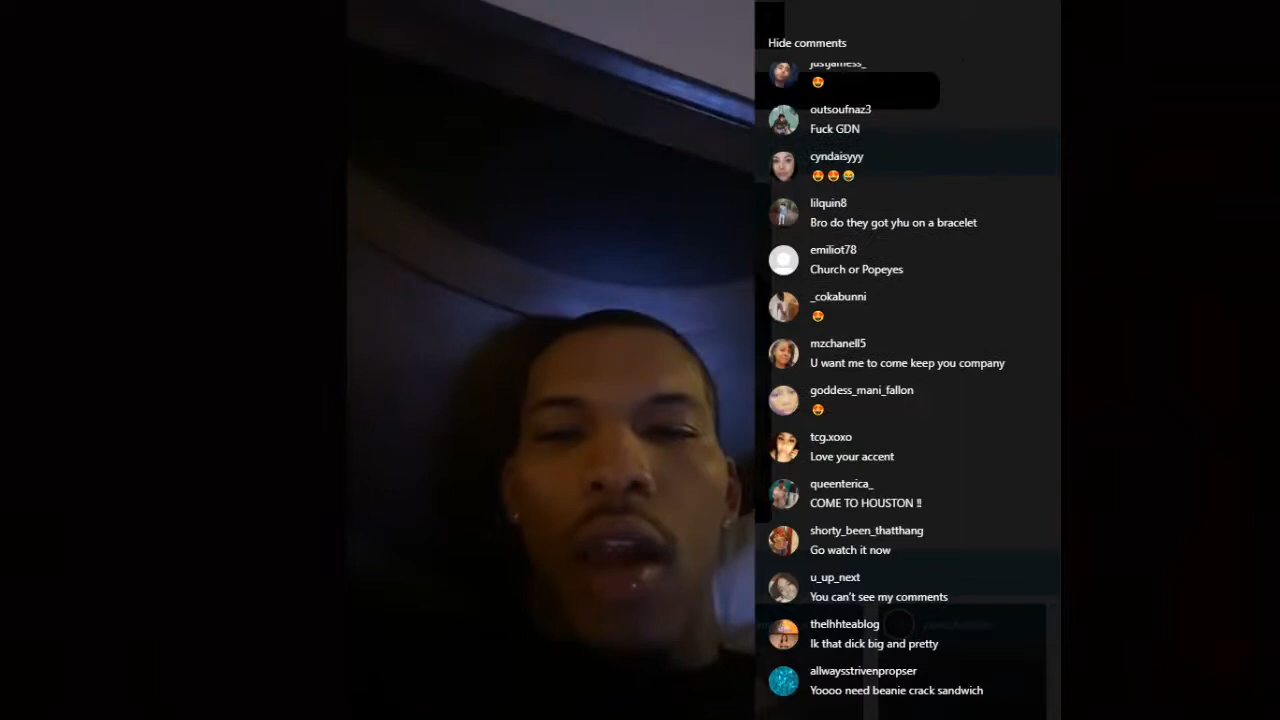 Hide comments
justjamess_
😍
outsoufnaz3
Fuck GDN
cyndaisyyy
😍😍😂
lilquin8
Bro do they got yhu on a bracelet
emiliot78
Church or Popeyes
_cokabunni
😍
mzchanell5
U want me to come keep you company
goddess_mani_fallon
😍
tcg.xoxo
Love your accent
queenterica_
COME TO HOUSTON !!
shorty_been_thatthang
Go watch it now
u_up_next
You can't see my comments
thelhhteablog
Ik that dick big and pretty
allwaysstrivenpropser
Yoooo need beanie crack sandwich